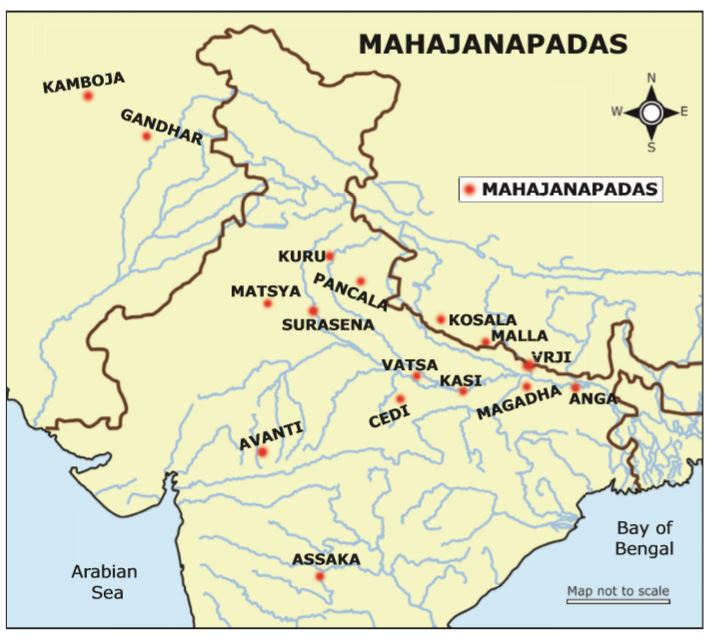 MAHAJANAPADAS
N
W E
S
KAMBOJA
GANDHAR
MAHAJANAPADAS
KURU
PANCALA
MATSYA
SURASENA
KOSALA
MALLA
VRJI
VATSA
KASI
CEDI
MAGADHA
ANGA
AVANTI
ASSAKA
Arabian
Sea
Bay of
Bengal
Map not to scale